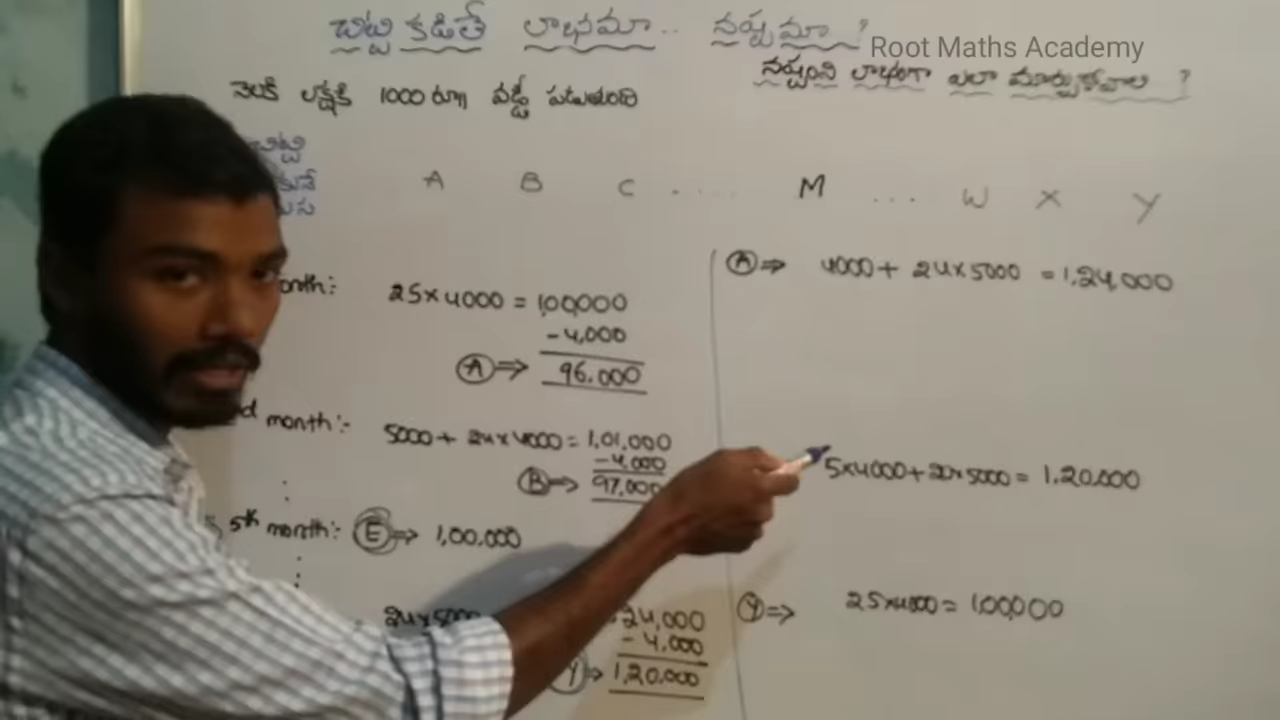 చిట్టి కడితే లాభమా.. నష్టమా ?
Root Maths Academy
నష్టంని లాభంగా ఎలా మార్చుకోవాల ?
నెలకి లక్షకి 1000 రూ॥ వడ్డీ పడుతుంది
చిట్టి
A B C ..... M ... W X Y
onth: 25×4000 = 1,00,000
-4,000
A ⇒ 96,000
month:- 5000+ 24×4000 = 1,01,000
-4,000
B ⇒ 97,000
:
5th month:- E ⇒ 1,00,000
:
24×5000 24,000
-4,000
Y ⇒ 1,20,000
A ⇒ 4000+ 24×5000 = 1,24,000
5×4000+20×5000 = 1,20,000
Y ⇒ 25×4000 = 1,00,000